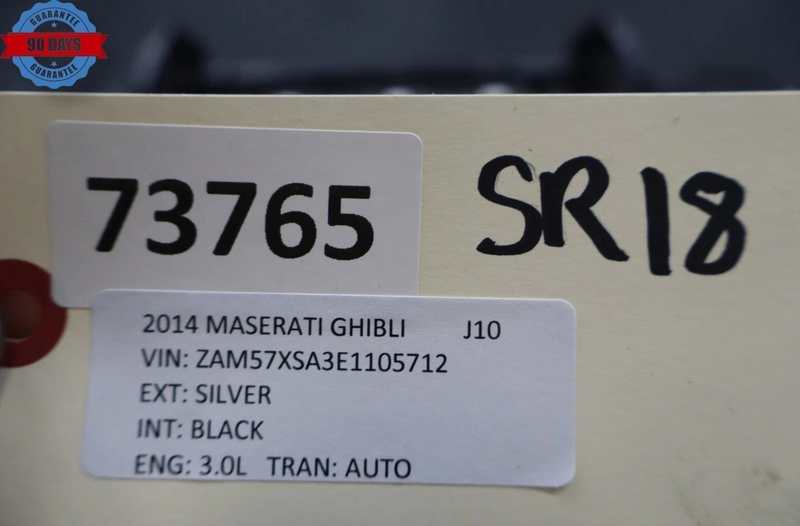 GUARANTEE
90 DAYS
GUARANTEE
73765
SR18
2014 MASERATI GHIBLI J10
VIN: ZAM57XSA3E1105712
EXT: SILVER
INT: BLACK
ENG: 3.0L TRAN: AUTO